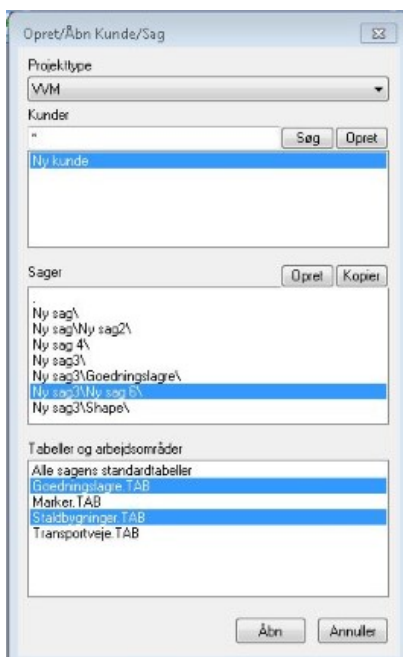 Opret/Åbn Kunde/Sag
Projekttype
VVM
Kunder
*
Søg Opret
Ny kunde
Sager
Opret Kopier
.
Ny sag\
Ny sag\Ny sag2\
Ny sag 4\
Ny sag3\
Ny sag3\Goedningslagre\
Ny sag3\Ny sag 6\
Ny sag3\Shape\
Tabeller og arbejdsområder
Alle sagens standardtabeller
Goedningslagre.TAB
Marker.TAB
Staldbygninger.TAB
Transportveje.TAB
Åbn Annuller